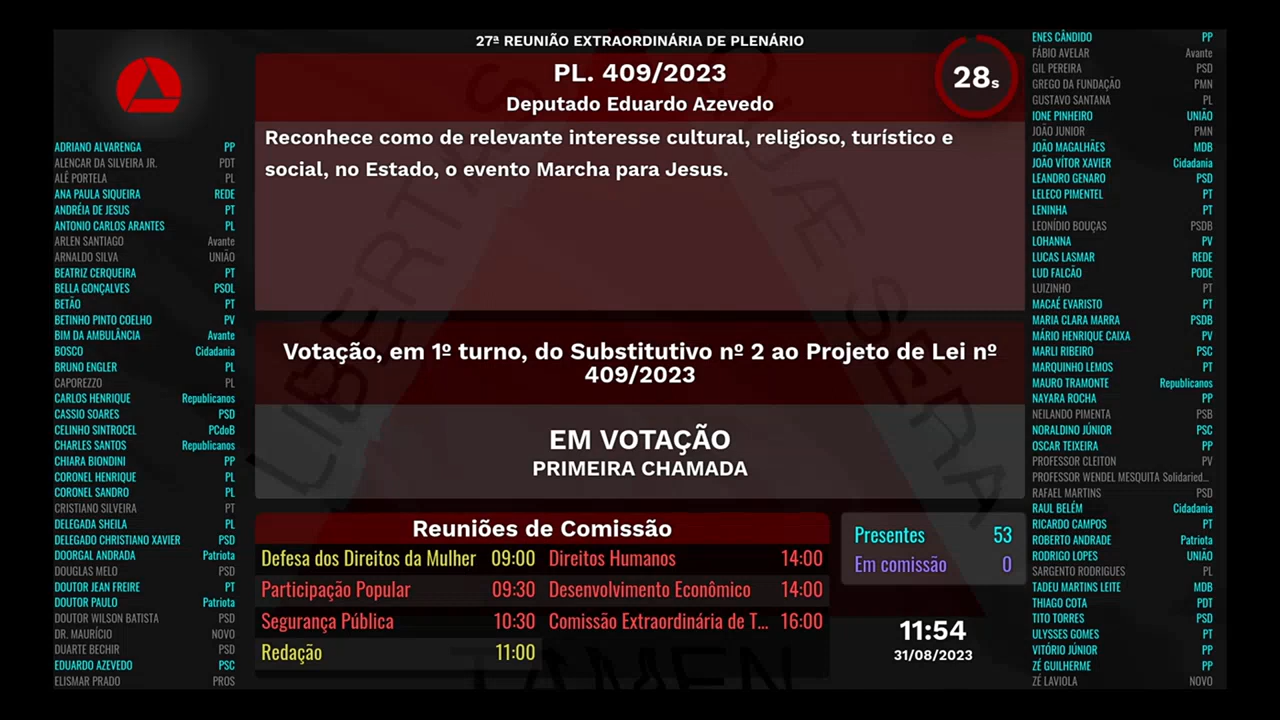 27ª REUNIÃO EXTRAORDINÁRIA DE PLENÁRIO
PL. 409/2023
Deputado Eduardo Azevedo
28s
Reconhece como de relevante interesse cultural, religioso, turístico e
social, no Estado, o evento Marcha para Jesus.
Votação, em 1º turno, do Substitutivo nº 2 ao Projeto de Lei nº
409/2023
EM VOTAÇÃO
PRIMEIRA CHAMADA
Reuniões de Comissão
Defesa dos Direitos da Mulher 09:00 Direitos Humanos 14:00
Participação Popular 09:30 Desenvolvimento Econômico 14:00
Segurança Pública 10:30 Comissão Extraordinária de T... 16:00
Redação 11:00
Presentes 53
Em comissão 0
11:54
31/08/2023
ADRIANO ALVARENGA PP
ALENCAR DA SILVEIRA JR. PDT
ALÊ PORTELA PL
ANA PAULA SIQUEIRA REDE
ANDRÉIA DE JESUS PT
ANTONIO CARLOS ARANTES PL
ARLEN SANTIAGO Avante
ARNALDO SILVA UNIÃO
BEATRIZ CERQUEIRA PT
BELLA GONÇALVES PSOL
BETÃO PT
BETINHO PINTO COELHO PV
BIM DA AMBULÂNCIA Avante
BOSCO Cidadania
BRUNO ENGLER PL
CAPOREZZO PL
CARLOS HENRIQUE Republicanos
CASSIO SOARES PSD
CELINHO SINTROCEL PCdoB
CHARLES SANTOS Republicanos
CHIARA BIONDINI PP
CORONEL HENRIQUE PL
CORONEL SANDRO PL
CRISTIANO SILVEIRA PT
DELEGADA SHEILA PL
DELEGADO CHRISTIANO XAVIER PSD
DOORGAL ANDRADA Patriota
DOUGLAS MELO PSD
DOUTOR JEAN FREIRE PT
DOUTOR PAULO Patriota
DOUTOR WILSON BATISTA PSD
DR. MAURÍCIO NOVO
DUARTE BECHIR PSD
EDUARDO AZEVEDO PSC
ELISMAR PRADO PROS
ENES CÂNDIDO PP
FÁBIO AVELAR Avante
GIL PEREIRA PSD
GREGO DA FUNDAÇÃO PMN
GUSTAVO SANTANA PL
IONE PINHEIRO UNIÃO
JOÃO JUNIOR PMN
JOÃO MAGALHÃES MDB
JOÃO VÍTOR XAVIER Cidadania
LEANDRO GENARO PSD
LELECO PIMENTEL PT
LENINHA PT
LEONÍDIO BOUÇAS PSDB
LOHANNA PV
LUCAS LASMAR REDE
LUD FALCÃO PODE
LUIZINHO PT
MACAÉ EVARISTO PT
MARIA CLARA MARRA PSDB
MÁRIO HENRIQUE CAIXA PV
MARLI RIBEIRO PSC
MARQUINHO LEMOS PT
MAURO TRAMONTE Republicanos
NAYARA ROCHA PP
NEILANDO PIMENTA PSB
NORALDINO JÚNIOR PSC
OSCAR TEIXEIRA PP
PROFESSOR CLEITON PV
PROFESSOR WENDEL MESQUITA Solidaried...
RAFAEL MARTINS PSD
RAUL BELÉM Cidadania
RICARDO CAMPOS PT
ROBERTO ANDRADE Patriota
RODRIGO LOPES UNIÃO
SARGENTO RODRIGUES PL
TADEU MARTINS LEITE MDB
THIAGO COTA PDT
TITO TORRES PSD
ULYSSES GOMES PT
VITÓRIO JÚNIOR PP
ZÉ GUILHERME PP
ZÉ LAVIOLA NOVO
LIBERTAS QUÆ SERA TAMEN